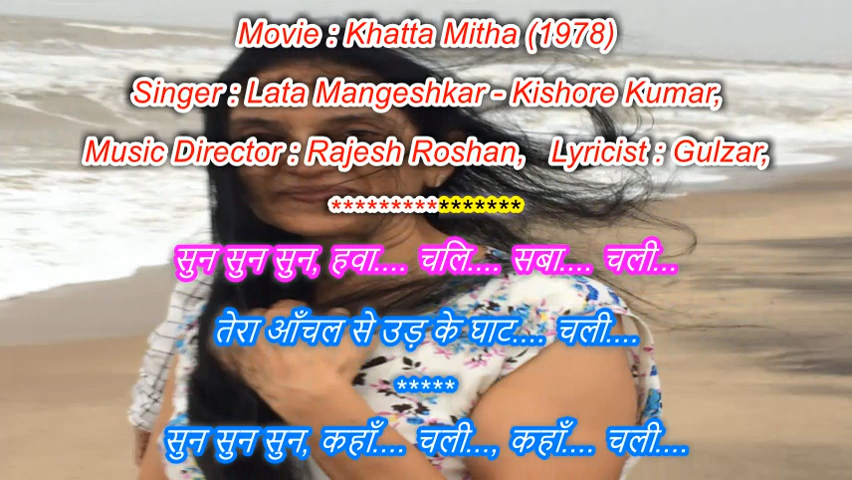 Movie : Khatta Mitha (1978)
Singer : Lata Mangeshkar - Kishore Kumar,
Music Director : Rajesh Roshan, Lyricist : Gulzar,
****************
सुन सुन सुन, हवा.... चलि.... सबा.... चली...
तेरा आँचल से उड़ के घाट.... चली....
*****
सुन सुन सुन, कहाँ.... चली..., कहाँ.... चली....